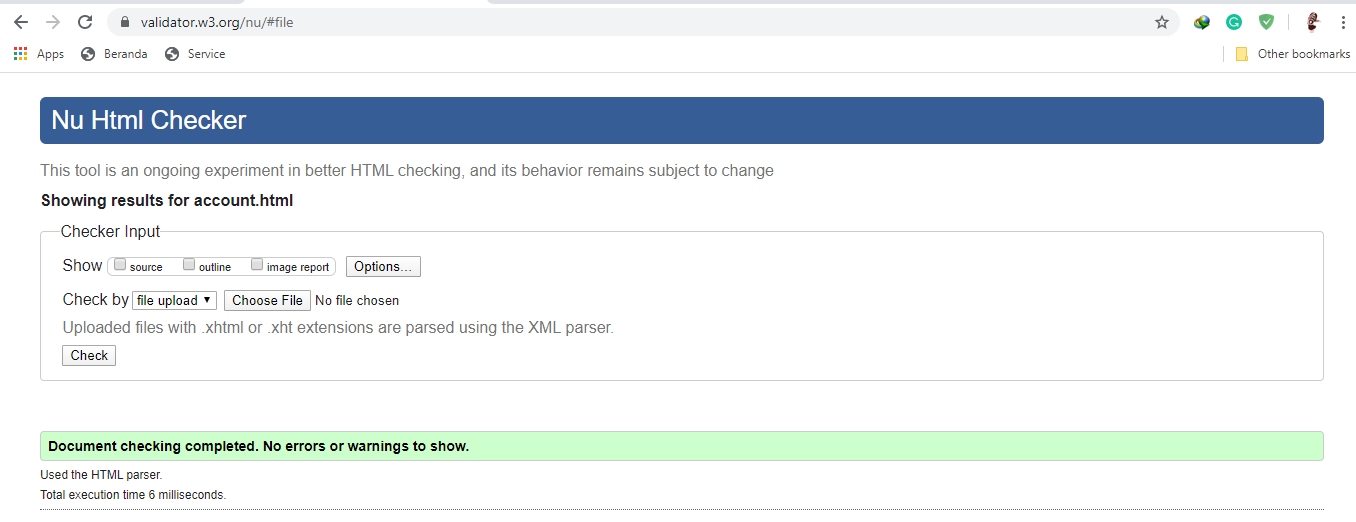 validator.w3.org/nu/#file
Apps Beranda Service Other bookmarks
Nu Html Checker
This tool is an ongoing experiment in better HTML checking, and its behavior remains subject to change
Showing results for account.html
Checker Input
Show source outline image report Options...
Check by file upload Choose File No file chosen
Uploaded files with .xhtml or .xht extensions are parsed using the XML parser.
Check
Document checking completed. No errors or warnings to show.
Used the HTML parser.
Total execution time 6 milliseconds.